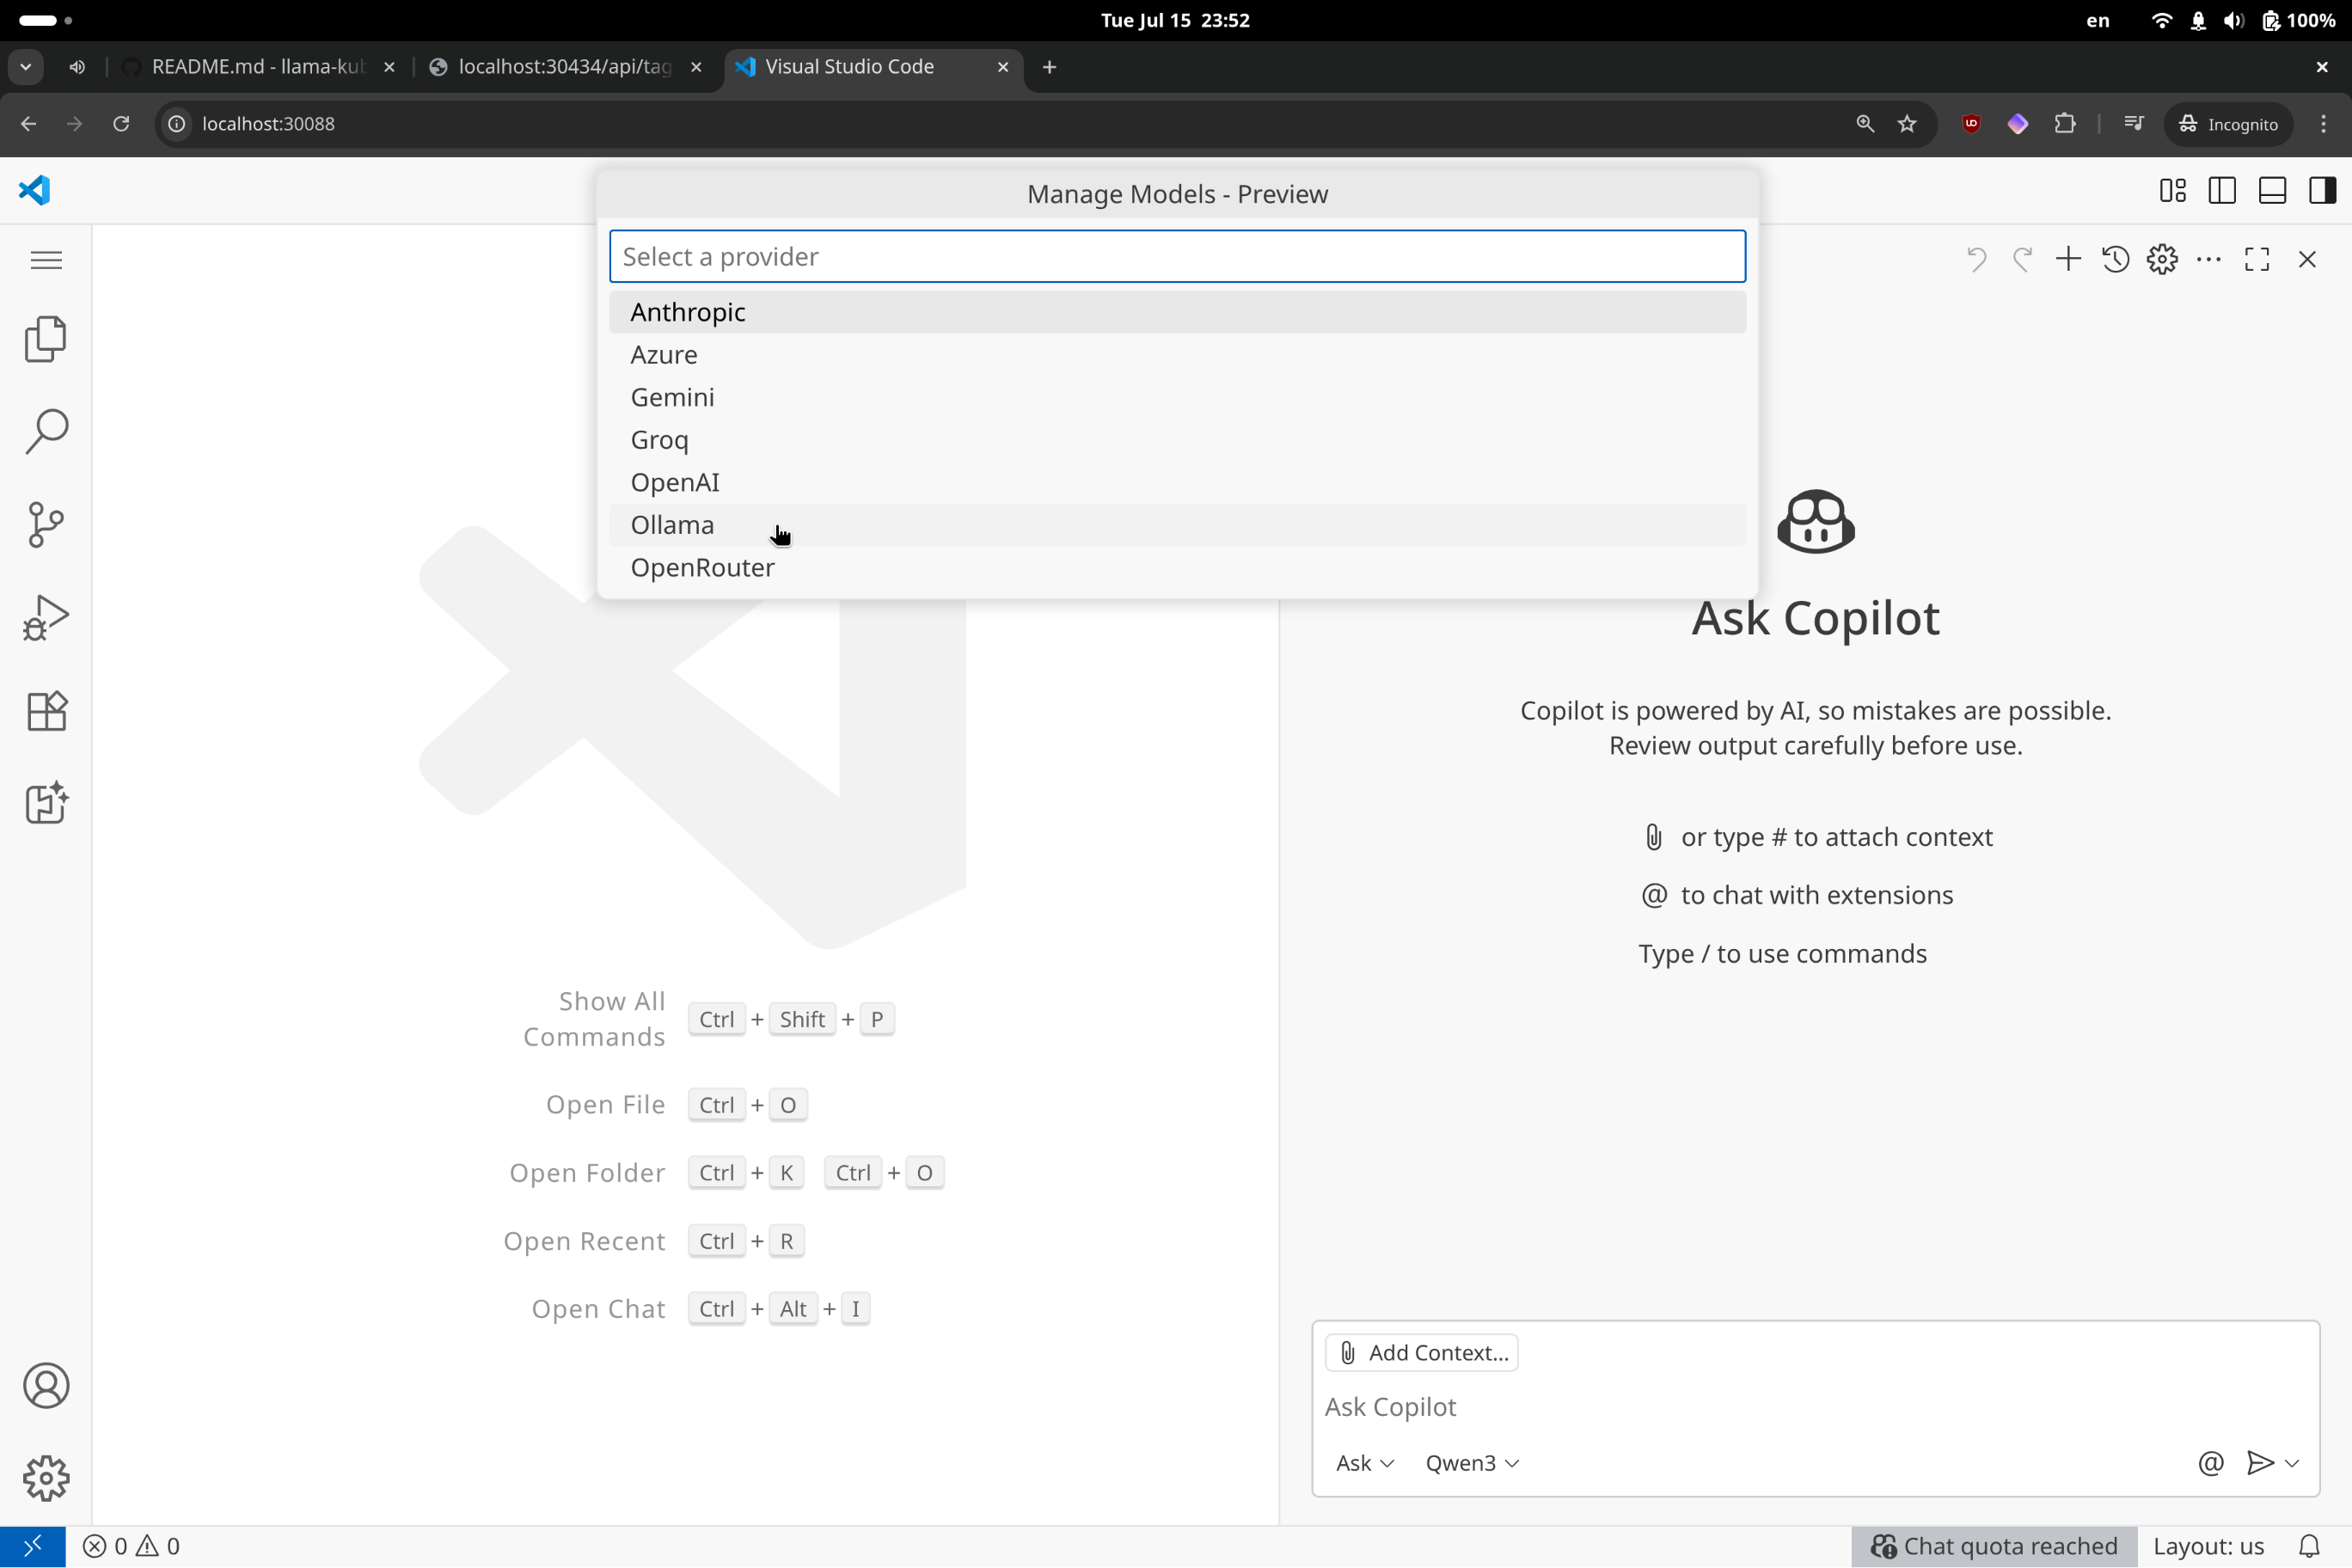 Tue Jul 15 23:52
en
100%
README.md - llama-kub
localhost:30434/api/tag
Visual Studio Code
localhost:30088
Incognito
Manage Models - Preview
Select a provider
Anthropic
Azure
Gemini
Groq
OpenAI
Ollama
OpenRouter
Show All
Commands
Ctrl + Shift + P
Open File
Ctrl + O
Open Folder
Ctrl + K Ctrl + O
Open Recent
Ctrl + R
Open Chat
Ctrl + Alt + I
Ask Copilot
Copilot is powered by AI, so mistakes are possible.
Review output carefully before use.
or type # to attach context
@ to chat with extensions
Type / to use commands
Add Context...
Ask Copilot
Ask
Qwen3
@
0
0
Chat quota reached
Layout: us